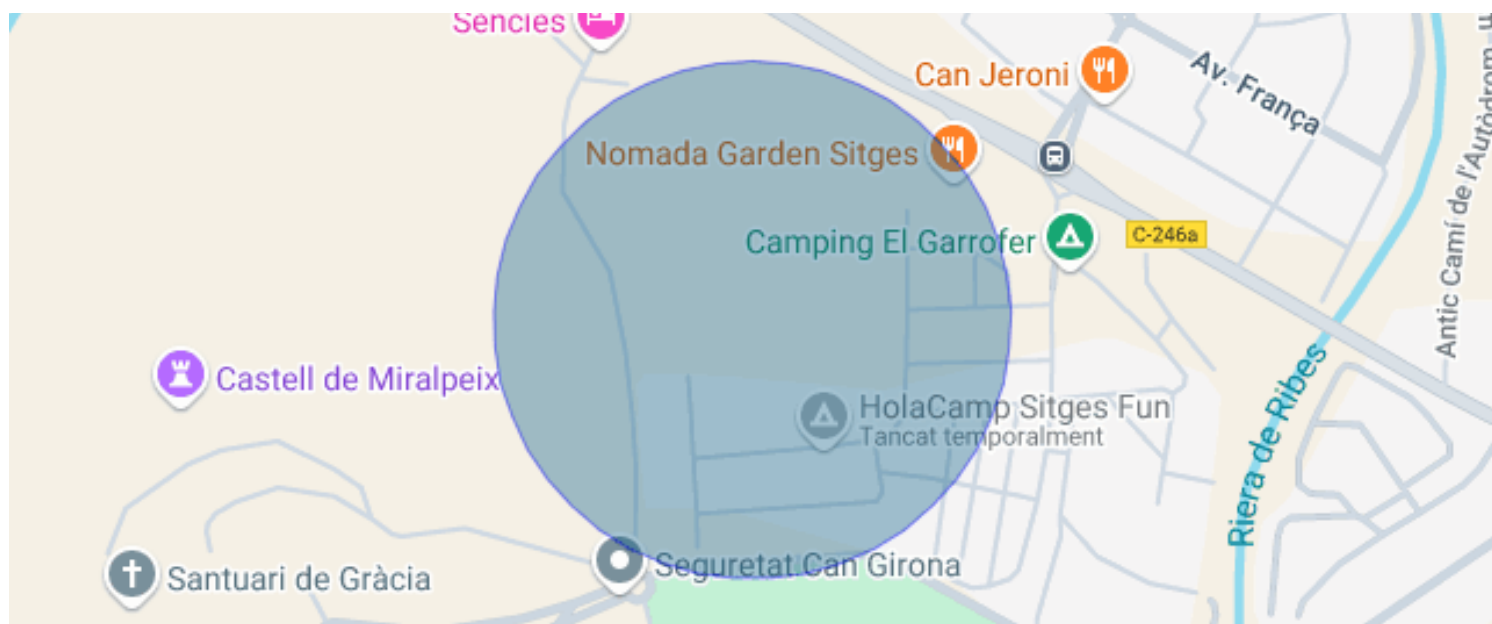 Sències
Can Jeroni
Av. França
Nomada Garden Sitges
Camping El Garrofer
C-246a
Antic Camí de l'Autòdrom
Castell de Miralpeix
HolaCamp Sitges Fun
Tancat temporalment
Riera de Ribes
Seguretat Can Girona
Santuari de Gràcia